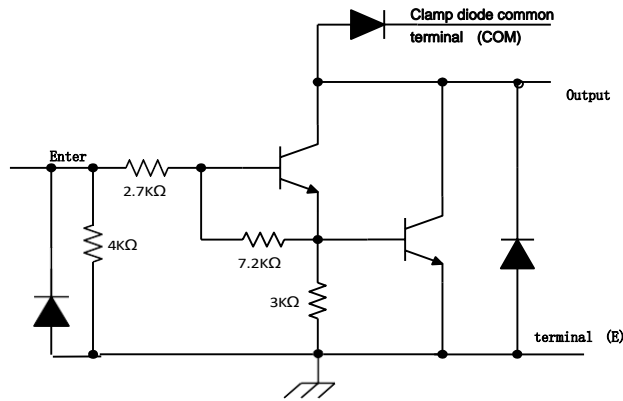 Clamp diode common
terminal (COM)
Output
Enter
2.7KΩ
4KΩ
7.2KΩ
3KΩ
terminal (E)